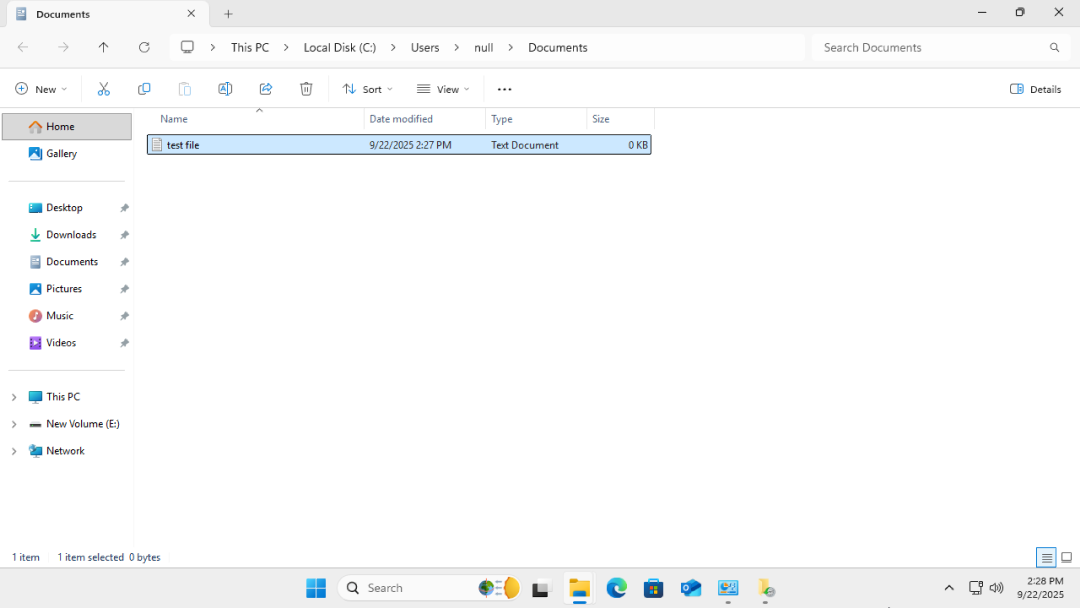 Documents
This PC
Local Disk (C:)
Users
null
Documents
Search Documents
New
Sort
View
Details
Name
Date modified
Type
Size
Home
test file
9/22/2025 2:27 PM
Text Document
0 KB
Gallery
Desktop
Downloads
Documents
Pictures
Music
Videos
This PC
New Volume (E:)
Network
1 item
1 item selected 0 bytes
Search
2:28 PM
9/22/2025